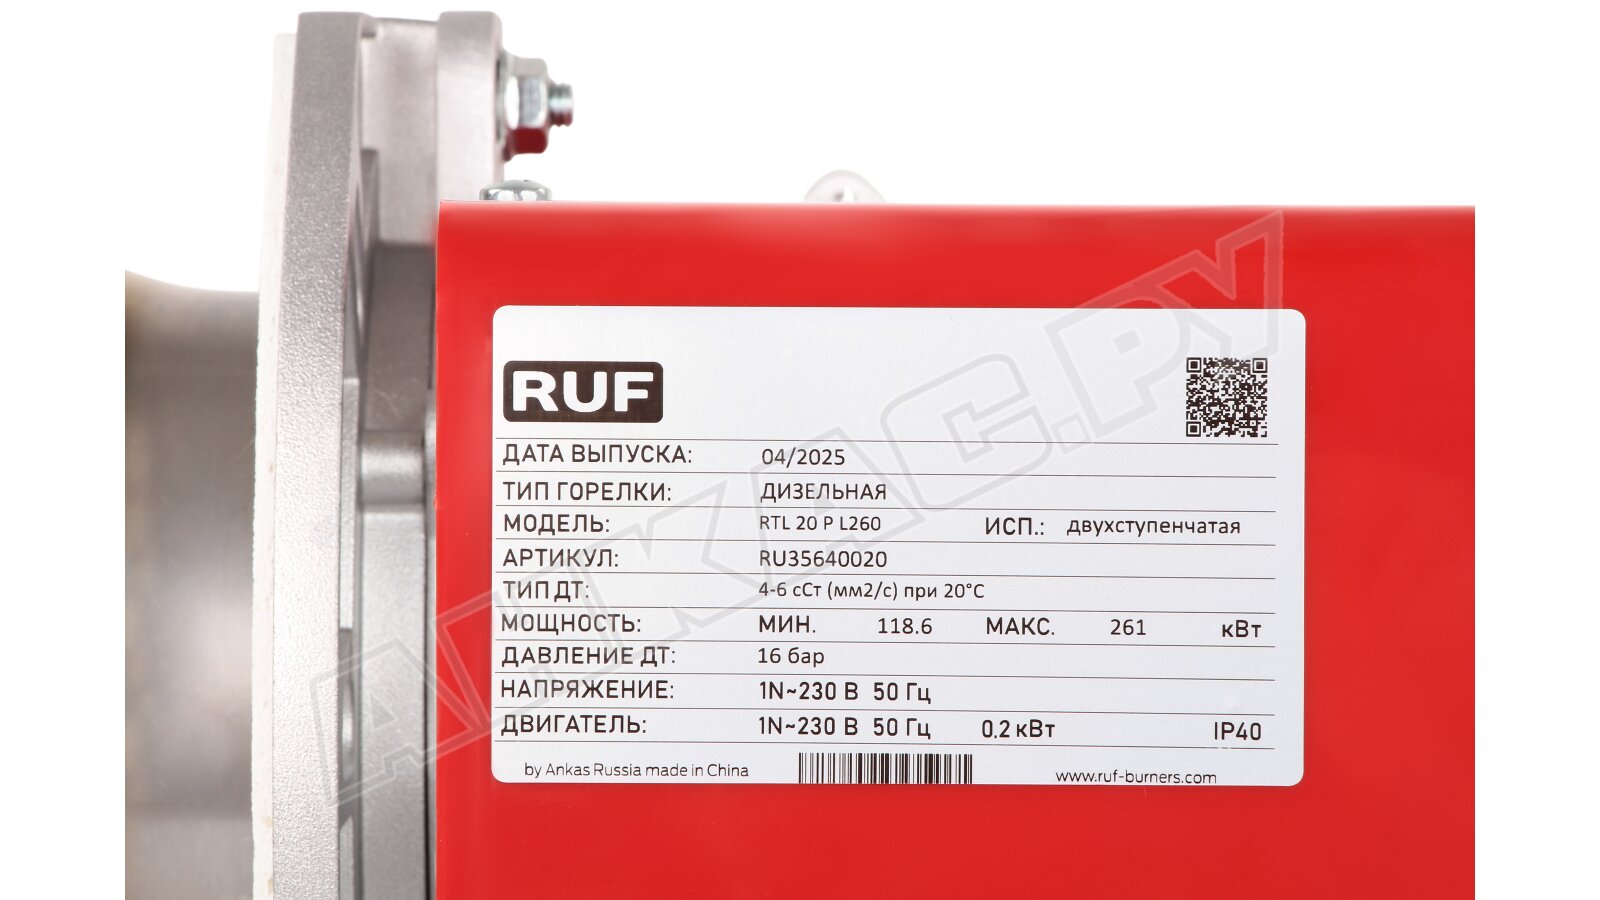 RUF
ДАТА ВЫПУСКА: 04/2025
ТИП ГОРЕЛКИ: ДИЗЕЛЬНАЯ
МОДЕЛЬ: RTL 20 P L260 ИСП.: двухступенчатая
АРТИКУЛ: RU35640020
ТИП ДТ: 4-6 сСт (мм2/с) при 20°C
МОЩНОСТЬ: МИН. 118.6 МАКС. 261 кВт
ДАВЛЕНИЕ ДТ: 16 бар
НАПРЯЖЕНИЕ: 1N~230 В 50 Гц
ДВИГАТЕЛЬ: 1N~230 В 50 Гц 0.2 кВт IP40
by Ankas Russia made in China www.ruf-burners.com
ALKAC.РУ